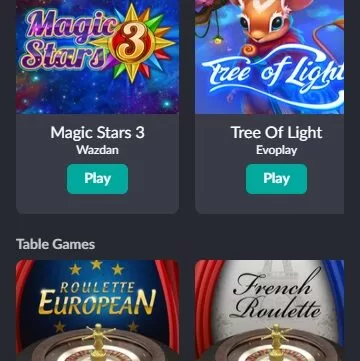 Magic
Stars 3
Tree of Light
Magic Stars 3
Tree Of Light
Wazdan
Evoplay
Play
Play
Table Games
ROULETTE
EUROPEAN
French
Roulette